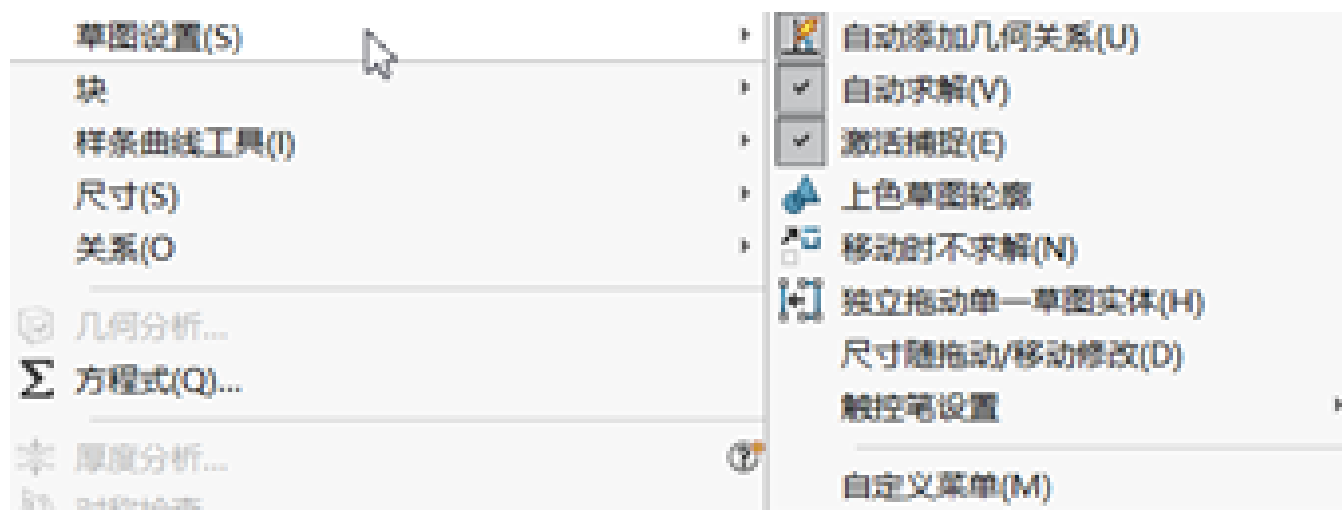 草图设置(S)
块
样条曲线工具(I)
尺寸(S)
关系(O
几何分析...
方程式(Q)...
厚度分析...
对称检查
自动添加几何关系(U)
自动求解(V)
激活捕捉(E)
上色草图轮廓
移动时不求解(N)
独立拖动单一草图实体(H)
尺寸随拖动/移动修改(D)
触控笔设置
自定义菜单(M)